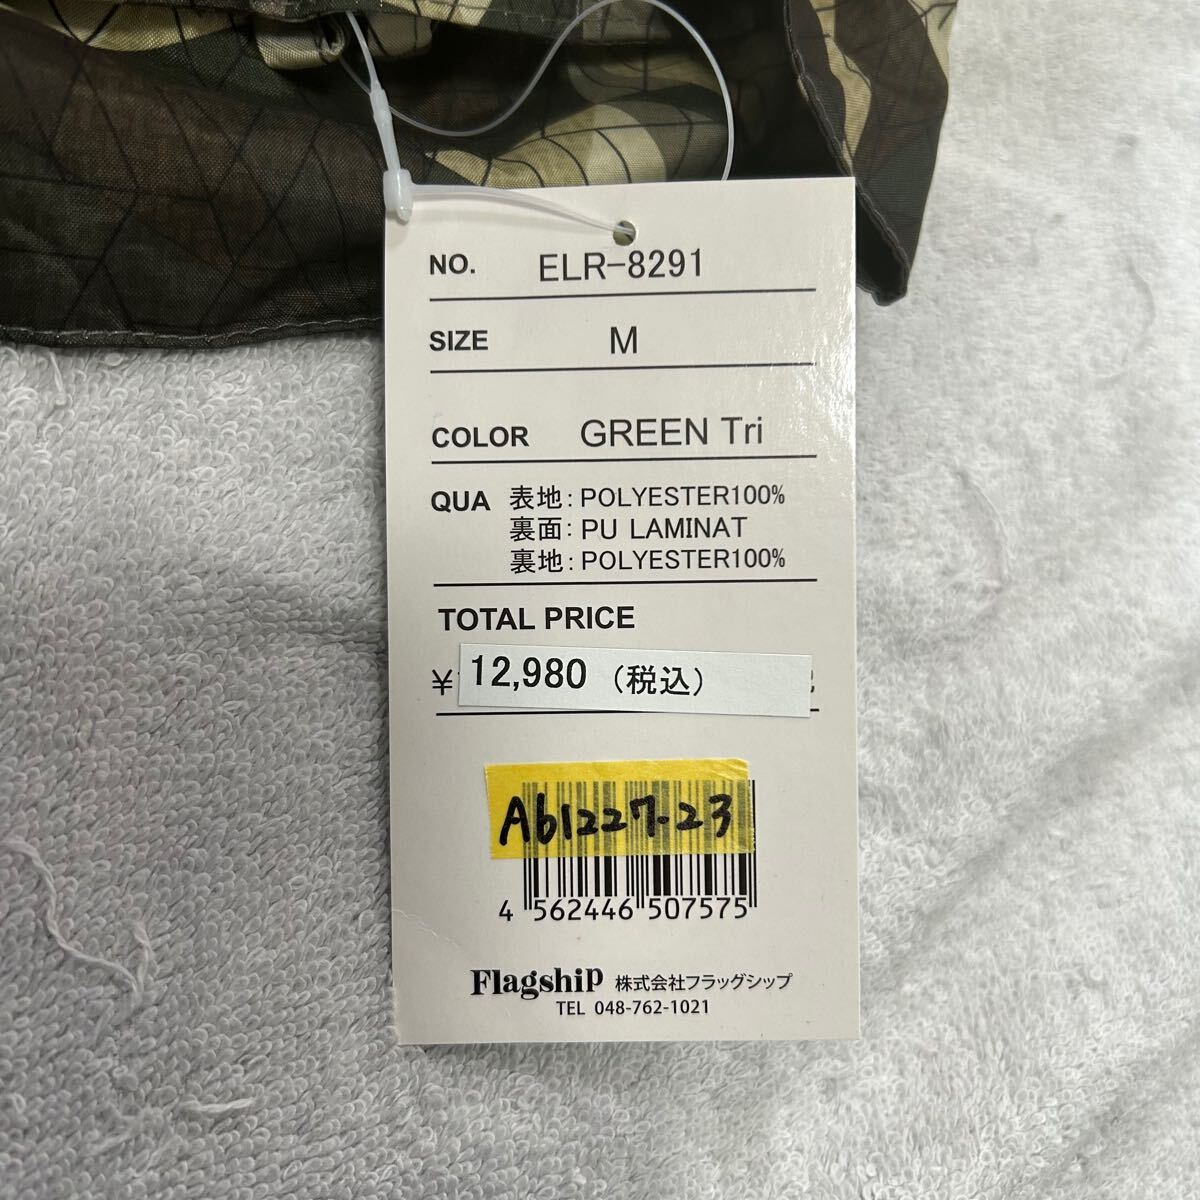 NO. ELR-8291
SIZE M
COLOR GREEN Tri
QUA 表地：POLYESTER100%
裏面：PU LAMINAT
裏地：POLYESTER100%
TOTAL PRICE
¥ 12,980（税込）
A61227-23
4 562446 507575
Flagship 株式会社フラッグシップ
TEL 048-762-1021